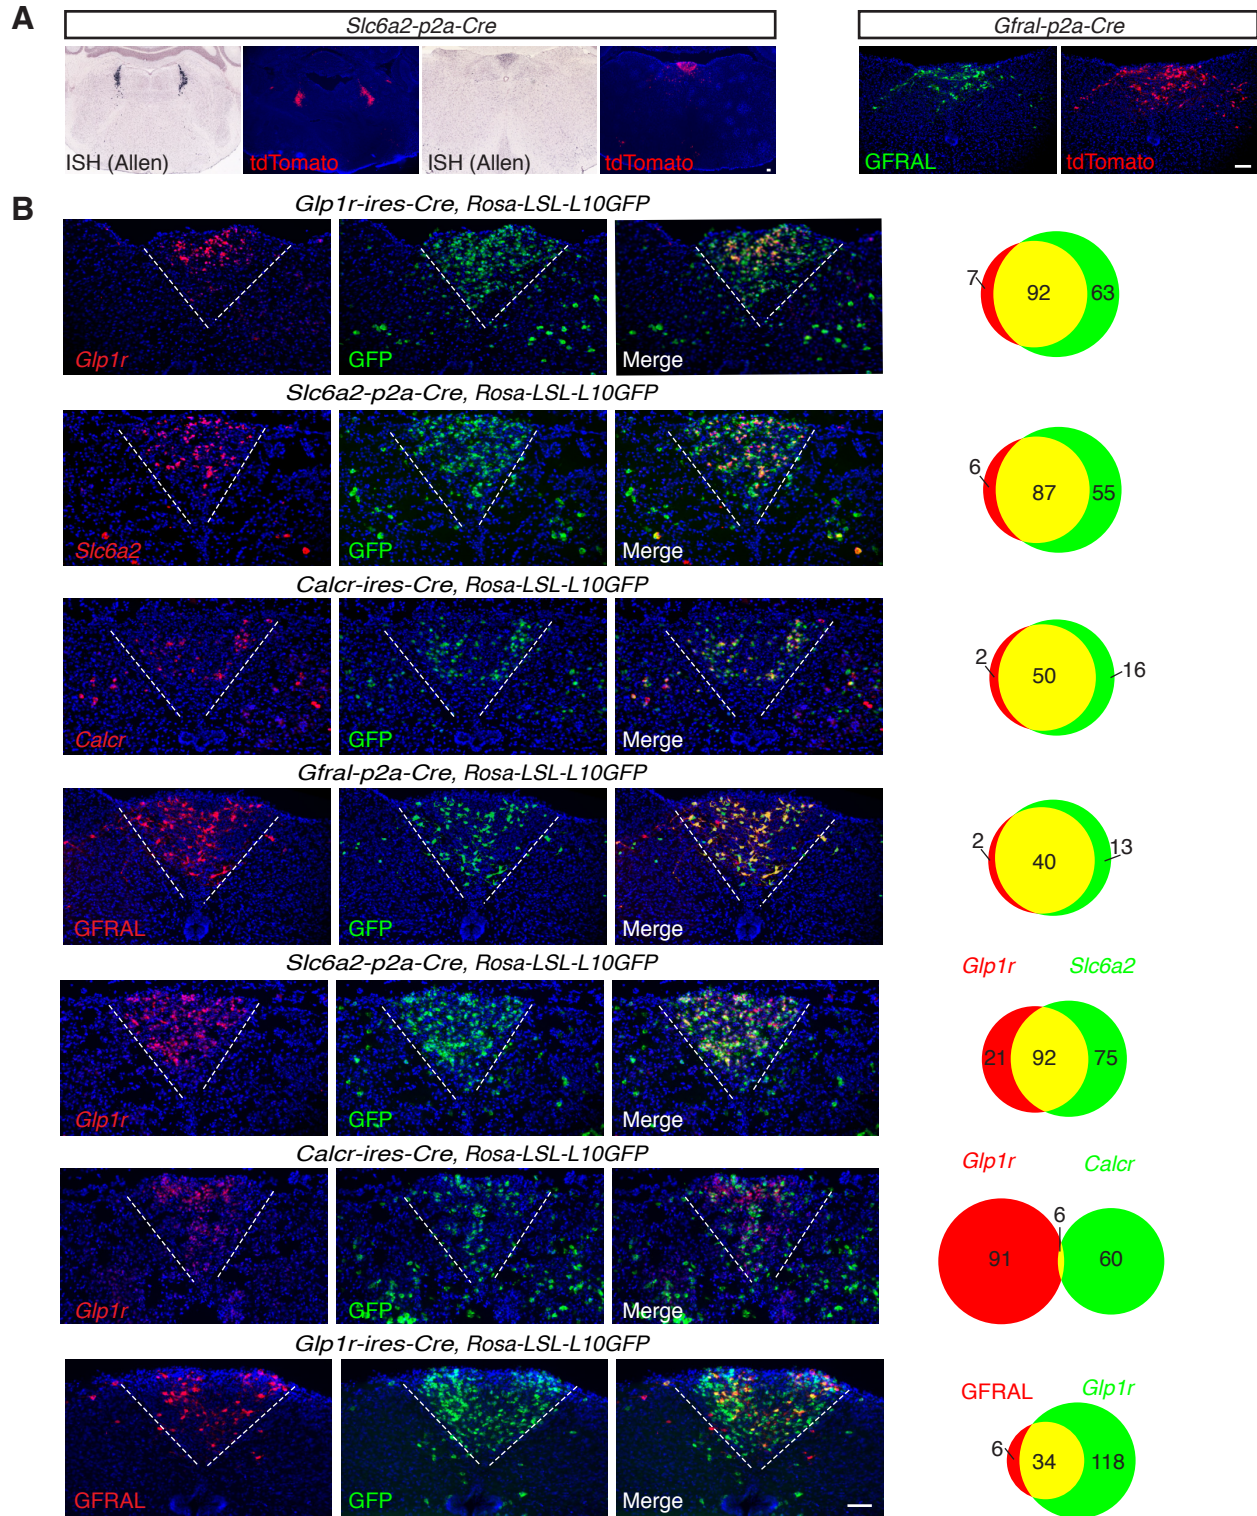 A
Slc6a2-p2a-Cre
Gfral-p2a-Cre
ISH (Allen)
tdTomato
ISH (Allen)
tdTomato
GFRAL
tdTomato
B
Glp1r-ires-Cre, Rosa-LSL-L10GFP
Glp1r
GFP
Merge
7
92
63
Slc6a2-p2a-Cre, Rosa-LSL-L10GFP
Slc6a2
GFP
Merge
6
87
55
Calcr-ires-Cre, Rosa-LSL-L10GFP
Calcr
GFP
Merge
2
50
16
Gfral-p2a-Cre, Rosa-LSL-L10GFP
GFRAL
GFP
Merge
2
40
13
Slc6a2-p2a-Cre, Rosa-LSL-L10GFP
Glp1r
GFP
Merge
Glp1r
Slc6a2
21
92
75
Calcr-ires-Cre, Rosa-LSL-L10GFP
Glp1r
GFP
Merge
Glp1r
Calcr
91
6
60
Glp1r-ires-Cre, Rosa-LSL-L10GFP
GFRAL
GFP
Merge
GFRAL
Glp1r
6
34
118